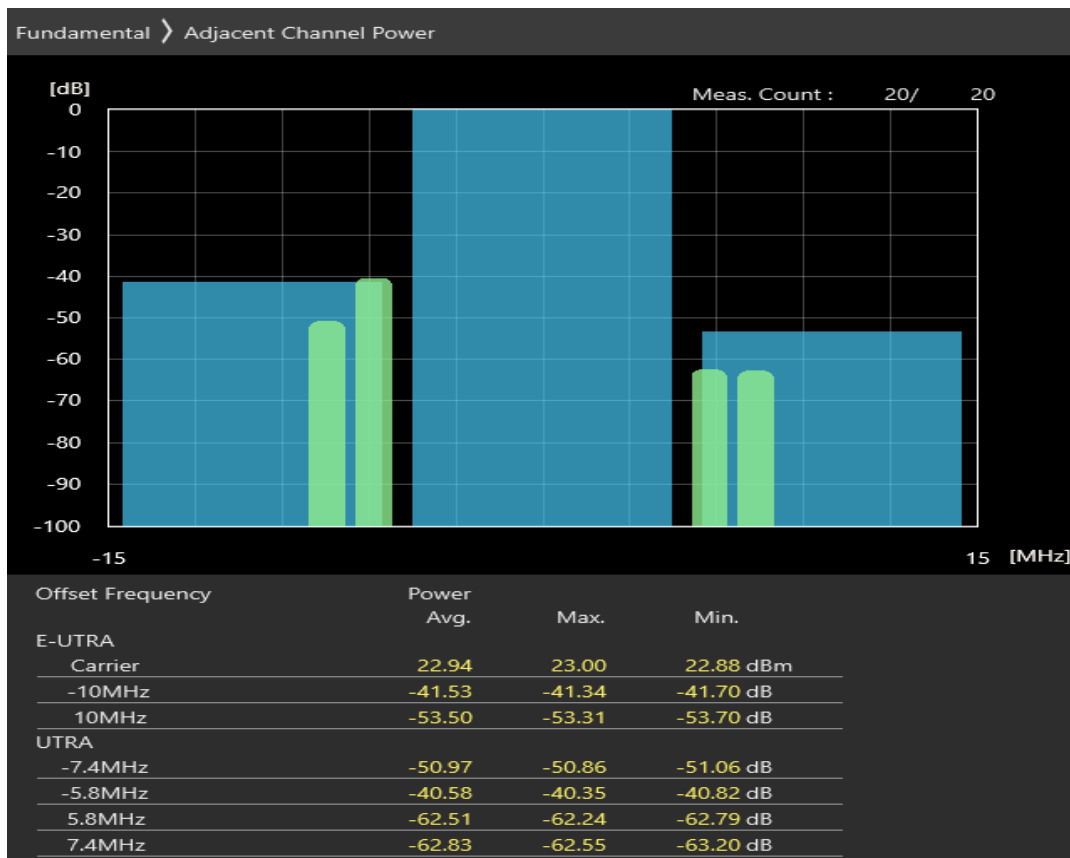 Fundamental 〉 Adjacent Channel Power
[dB]
Meas. Count : 20/ 20
0
-10
-20
-30
-40
-50
-60
-70
-80
-90
-100
-15 15 [MHz]
Offset Frequency Power
Avg. Max. Min.
E-UTRA
Carrier 22.94 23.00 22.88 dBm
-10MHz -41.53 -41.34 -41.70 dB
10MHz -53.50 -53.31 -53.70 dB
UTRA
-7.4MHz -50.97 -50.86 -51.06 dB
-5.8MHz -40.58 -40.35 -40.82 dB
5.8MHz -62.51 -62.24 -62.79 dB
7.4MHz -62.83 -62.55 -63.20 dB